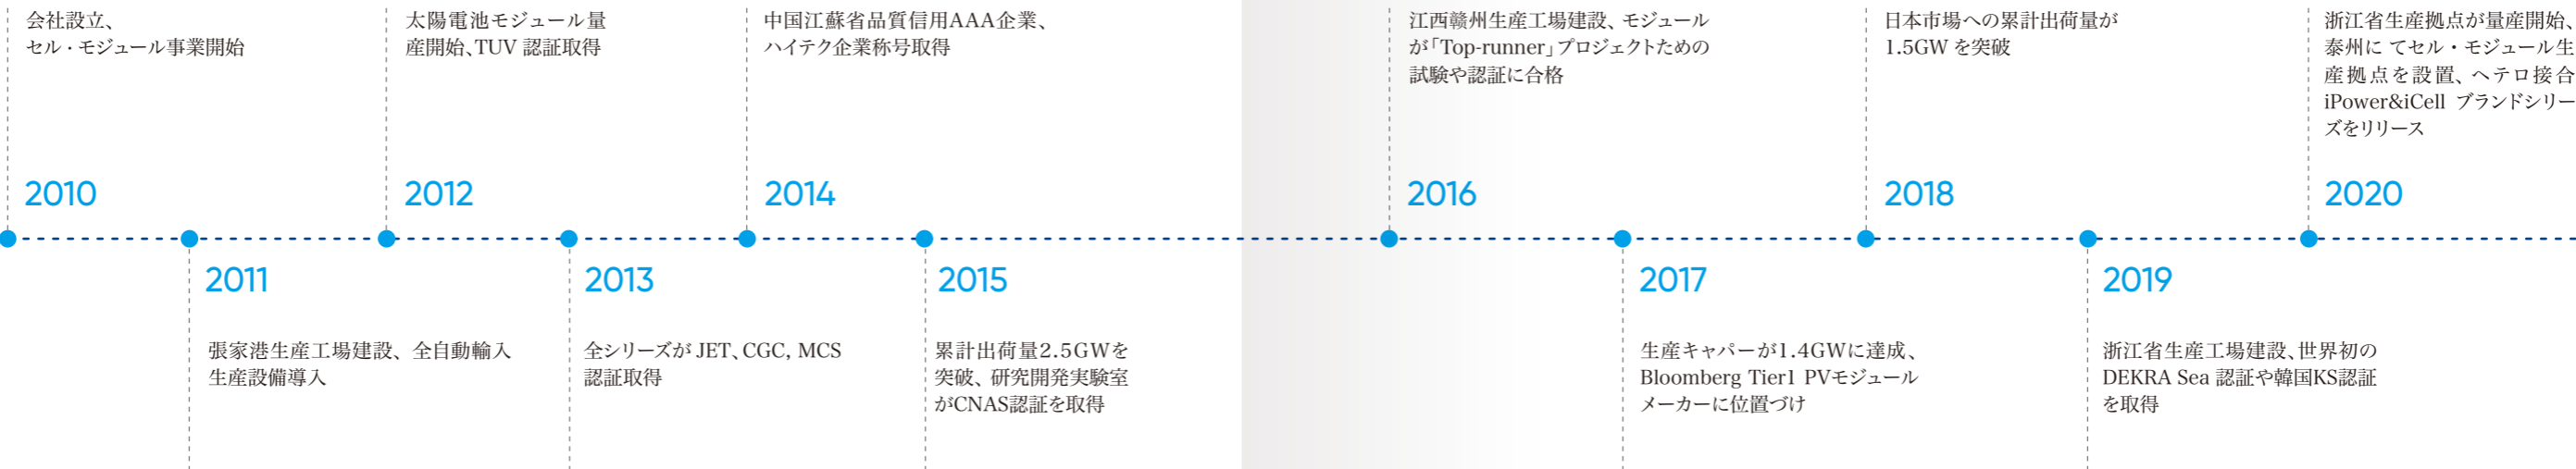 会社設立、
セル・モジュール事業開始
2010
2011
張家港生産工場建設、全自動輸入
生産設備導入
太陽電池モジュール量
産開始、TUV 認証取得
2012
2013
全シリーズが JET、CGC, MCS
認証取得
中国江蘇省品質信用AAA企業、
ハイテク企業称号取得
2014
2015
累計出荷量2.5GWを
突破、研究開発実験室
がCNAS認証を取得
江西赣州生産工場建設、モジュール
が「Top-runner」プロジェクトための
試験や認証に合格
2016
2017
生産キャパーが1.4GWに達成、
Bloomberg Tier1 PVモジュール
メーカーに位置づけ
日本市場への累計出荷量が
1.5GW を突破
2018
2019
浙江省生産工場建設、世界初の
DEKRA Sea 認証や韓国KS認証
を取得
浙江省生産拠点が量産開始、
泰州に てセル・モジュール生
産拠点を設置、ヘテロ接合
iPower&iCell ブランドシリー
ズをリリース
2020